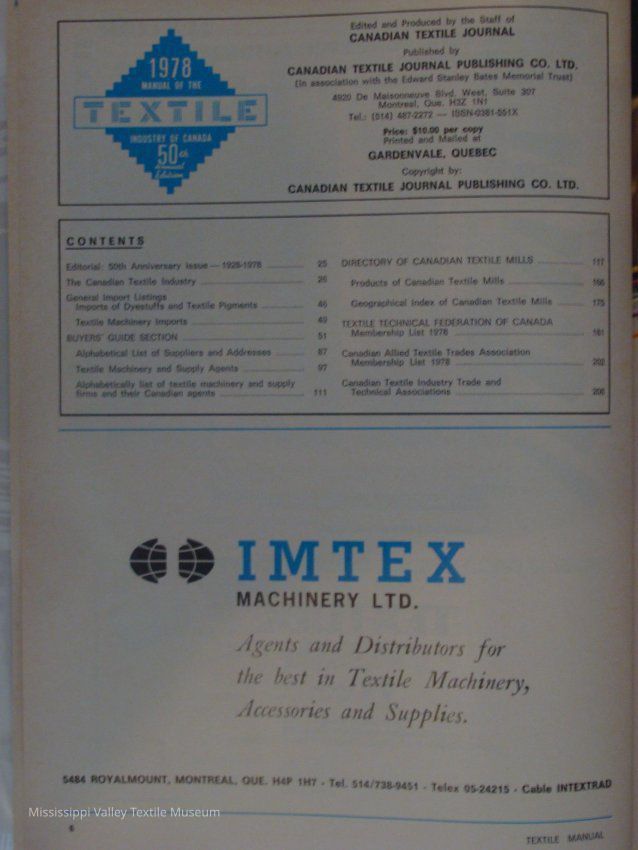 1978
MANUAL OF THE
TEXTILE
INDUSTRY OF CANADA
50th
Annual
Edition
Edited and Produced by the Staff of
CANADIAN TEXTILE JOURNAL
Published by
CANADIAN TEXTILE JOURNAL PUBLISHING CO. LTD.
(in association with the Edward Stanley Bates Memorial Trust)
4920 De Maisonneuve Blvd. West, Suite 307
Montreal, Que. H3Z 1N1
Tel.: (514) 487-2272 — ISSN-0381-551X
Price: $10.00 per copy
Printed and Mailed at
GARDENVALE, QUEBEC
Copyright by:
CANADIAN TEXTILE JOURNAL PUBLISHING CO. LTD.
CONTENTS
Editorial: 50th Anniversary Issue — 1928-1978 25
The Canadian Textile Industry 26
General Import Listings
Imports of Dyestuffs and Textile Pigments 46
Textile Machinery Imports 49
BUYERS' GUIDE SECTION 51
Alphabetical List of Suppliers and Addresses 87
Textile Machinery and Supply Agents 97
Alphabetically list of textile machinery and supply
firms and their Canadian agents 111
DIRECTORY OF CANADIAN TEXTILE MILLS 117
Products of Canadian Textile Mills 166
Geographical Index of Canadian Textile Mills 175
TEXTILE TECHNICAL FEDERATION OF CANADA
Membership List 1978 181
Canadian Allied Textile Trades Association
Membership List 1978 202
Canadian Textile Industry Trade and
Technical Associations 206
IMTEX
MACHINERY LTD.
Agents and Distributors for
the best in Textile Machinery,
Accessories and Supplies.
5484 ROYALMOUNT, MONTREAL, QUE. H4P 1H7 - Tel. 514/738-9451 - Telex 05-24215 - Cable INTEXTRAD
Mississippi Valley Textile Museum
6
TEXTILE MANUAL